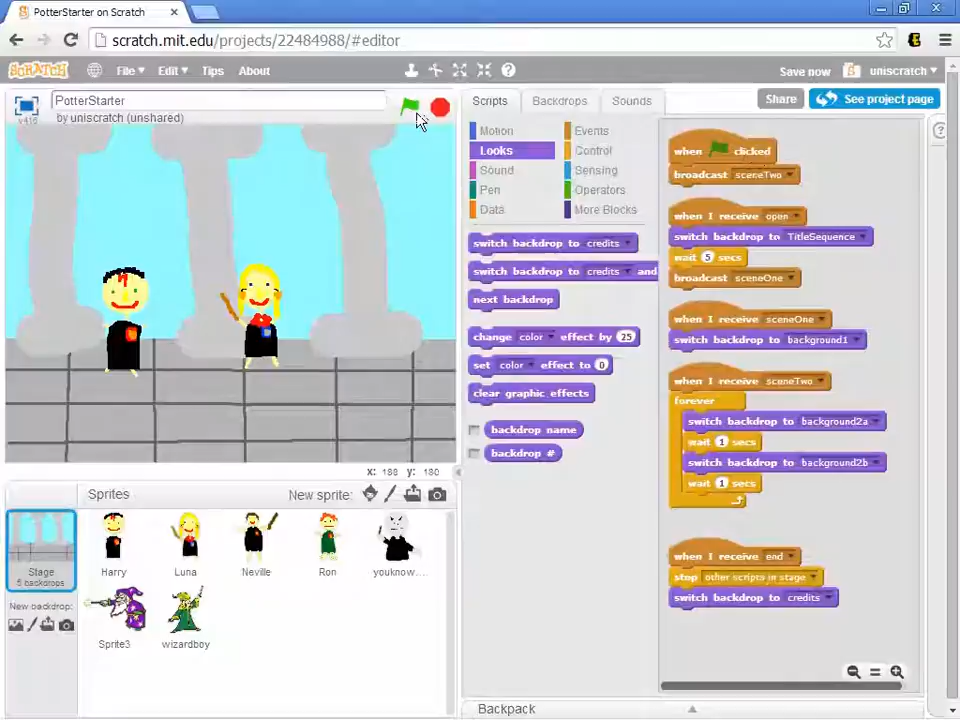 PotterStarter on Scratch
scratch.mit.edu/projects/22484988/#editor
SCRATCH
File
Edit
Tips
About
Save now
uniscratch
PotterStarter
by uniscratch (unshared)
v416
Scripts
Backdrops
Sounds
Share
See project page
Motion
Events
Looks
Control
Sound
Sensing
Pen
Operators
Data
More Blocks
switch backdrop to credits
switch backdrop to credits and
next backdrop
change color effect by 25
set color effect to 0
clear graphic effects
backdrop name
backdrop #
when clicked
broadcast sceneTwo
when I receive open
switch backdrop to TitleSequence
wait 5 secs
broadcast sceneOne
when I receive sceneOne
switch backdrop to background1
when I receive sceneTwo
forever
switch backdrop to background2a
wait 1 secs
switch backdrop to background2b
wait 1 secs
when I receive end
stop other scripts in stage
switch backdrop to credits
x: 188 y: 180
Sprites
New sprite:
Stage
5 backdrops
New backdrop:
Harry
Luna
Neville
Ron
youknow....
Sprite3
wizardboy
Backpack